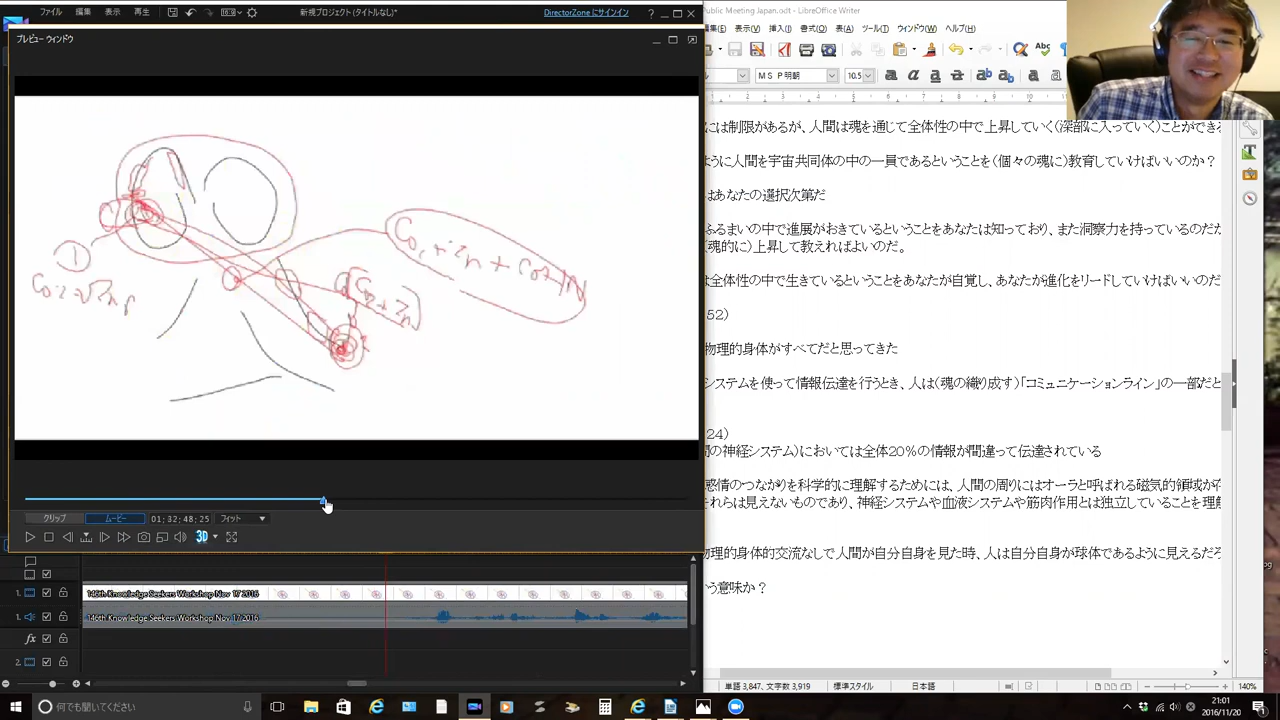 ファイル 編集 表示 再生
新規プロジェクト (タイトルなし)*
DirectorZone にサインイン
?
プレビュー ウィンドウ
C
①
クリップ
ムービー
01;32;48;25
フィット
3D
1.
146th Knowledge Seekers Workshop Nov 17 2016
1.
146th Knowledge Seekers Workshop Nov 17 2016
fx
2.
Public Meeting Japan.odt - LibreOffice Writer
表示(V) 挿入(I) 書式(O) 表(T) ツール(T) ウィンドウ(W)
ＭＳ Ｐ明朝
10.5
には制限があるが、人間は魂を通じて全体性の中で上昇していく(深部に入っていく)ことができる
ように人間を宇宙共同体の中の一員であるということを(個々の魂に)教育していけばいいのか？
はあなたの選択次第だ
ふるまいの中で進展がおきているということをあなたは知っており、また洞察力を持っているのだか
(魂的に)上昇して教えればよいのだ。
は全体性の中で生きているということをあなたが自覚し、あなたが進化をリードしていけばいいのだ
52)
物理的身体がすべてだと思ってきた
システムを使って情報伝達を行うとき、人は(魂の織り成す)「コミュニケーションライン」の一部だと
24)
の神経システム)においては全体20%の情報が間違って伝達されている
感情のつながりを科学的に理解するためには、人間の周りにはオーラと呼ばれる磁気的領域が存
れらは見えないものであり、神経システムや血液システムや筋肉作用とは独立していることを理解
物理的身体的交流なしで人間が自分自身を見た時、人は自分自身が球体であるように見えるだろ
いう意味か？
単語 3,847、文字数 3,919
標準スタイル
日本語
140%
何でも聞いてください
21:01
2016/11/20